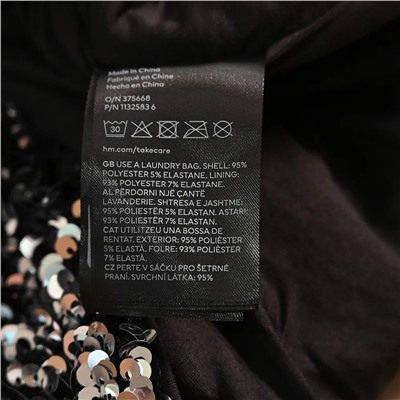 Made in China
Fabriqué en Chine
Hecho en China
O/N 375668
P/N 1132583 6
30
hm.com/takecare
GB USE A LAUNDRY BAG. SHELL: 95%
POLYESTER 5% ELASTANE. LINING:
93% POLYESTER 7% ELASTANE.
AL PËRDORNI NJË ÇANTË
LAVANDERIE. SHTRESA E JASHTME:
95% POLIESTËR 5% ELASTAN. ASTARI:
93% POLIESTËR 7% ELASTAN.
CAT UTILITZEU UNA BOSSA DE
RENTAT. EXTERIOR: 95% POLIÈSTER
5% ELASTÀ. FOLRE: 93% POLIÈSTER
7% ELASTÀ.
CZ PERTE V SÁČKU PRO ŠETRNÉ
PRANÍ. SVRCHNÍ LÁTKA: 95%